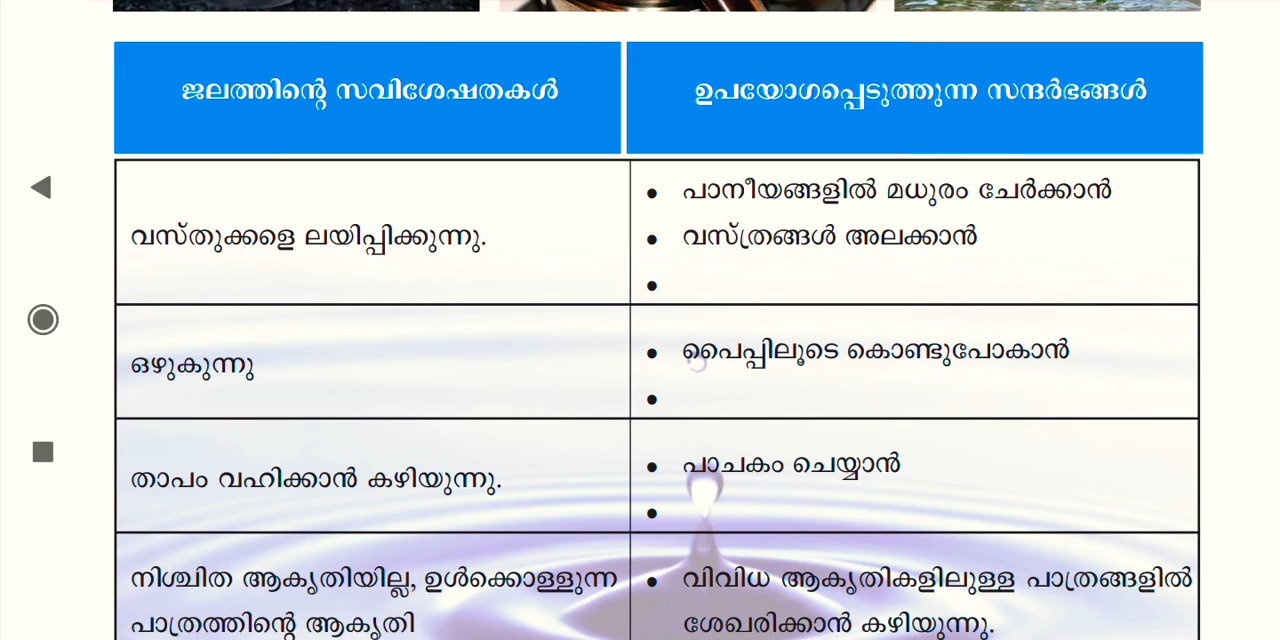 ജലത്തിന്റെ സവിശേഷതകൾ
ഉപയോഗപ്പെടുത്തുന്ന സന്ദർഭങ്ങൾ
വസ്തുക്കളെ ലയിപ്പിക്കുന്നു.
• പാനീയങ്ങളിൽ മധുരം ചേർക്കാൻ
• വസ്ത്രങ്ങൾ അലക്കാൻ
•
ഒഴുകുന്നു
• പൈപ്പിലൂടെ കൊണ്ടുപോകാൻ
•
താപം വഹിക്കാൻ കഴിയുന്നു.
• പാചകം ചെയ്യാൻ
•
നിശ്ചിത ആകൃതിയില്ല, ഉൾക്കൊള്ളുന്ന
പാത്രത്തിന്റെ ആകൃതി
• വിവിധ ആകൃതികളിലുള്ള പാത്രങ്ങളിൽ
ശേഖരിക്കാൻ കഴിയുന്നു.